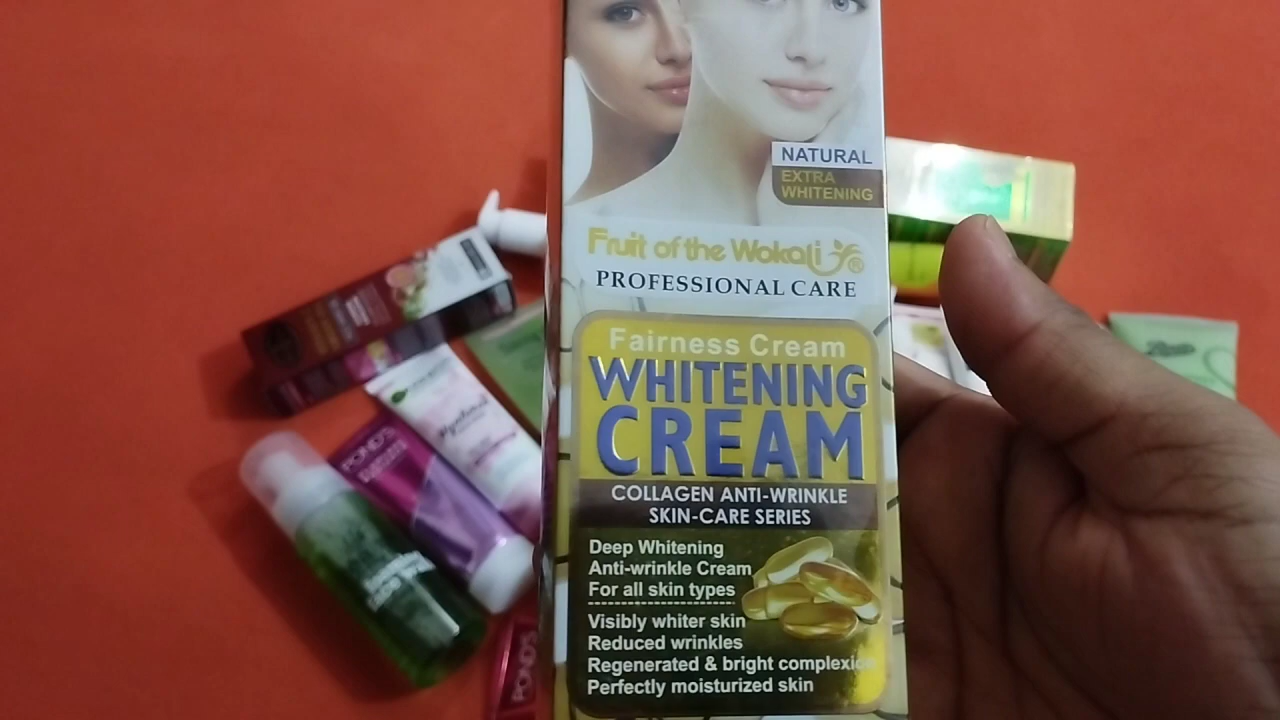 NATURAL
EXTRA
WHITENING
Fruit of the Wokali ®
PROFESSIONAL CARE
Fairness Cream
WHITENING
CREAM
COLLAGEN ANTI-WRINKLE
SKIN-CARE SERIES
Deep Whitening
Anti-wrinkle Cream
For all skin types
Visibly whiter skin
Reduced wrinkles
Regenerated & bright complexion
Perfectly moisturized skin
POND'S
POND'S